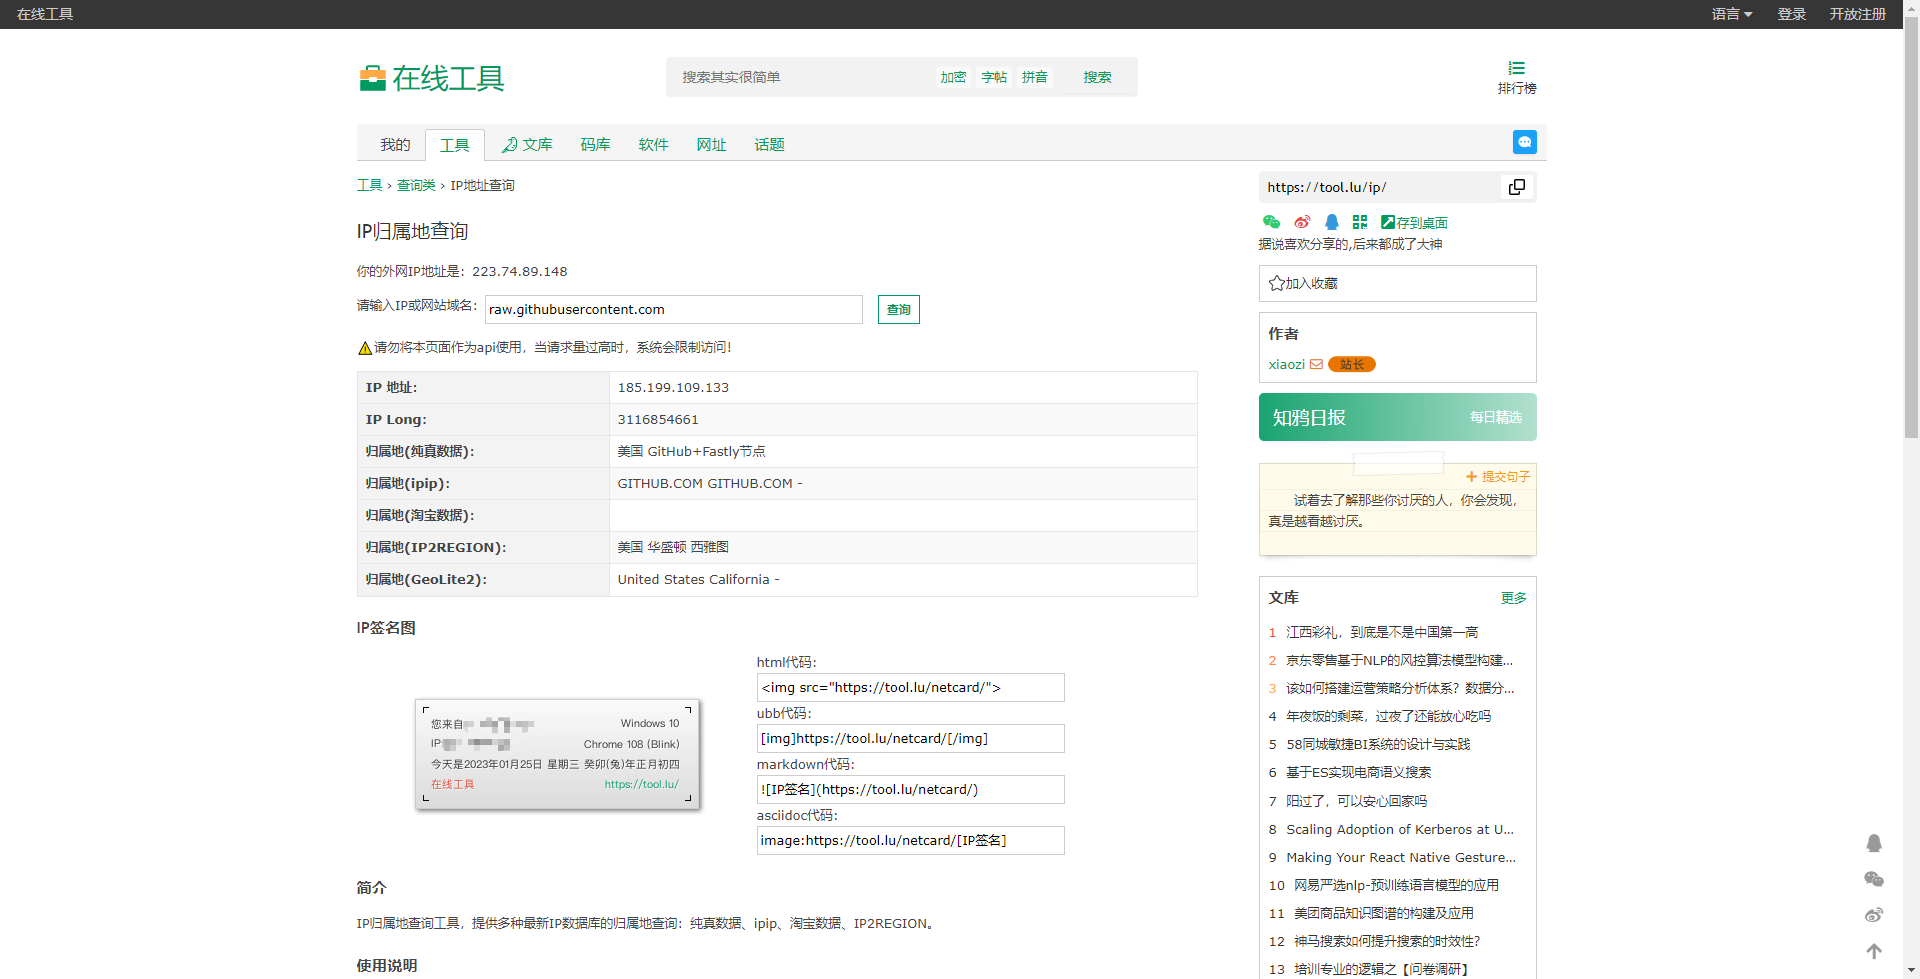 在线工具
语言 登录 开放注册
在线工具
搜索其实很简单 加密 字帖 拼音 搜索
排行榜
我的 工具 文库 码库 软件 网址 话题
工具 › 查询类 › IP地址查询
IP归属地查询
你的外网IP地址是：223.74.89.148
请输入IP或网站域名： raw.githubusercontent.com 查询
请勿将本页面作为api使用，当请求量过高时，系统会限制访问！
IP 地址: 185.199.109.133
IP Long: 3116854661
归属地(纯真数据): 美国 GitHub+Fastly节点
归属地(ipip): GITHUB.COM GITHUB.COM -
归属地(淘宝数据):
归属地(IP2REGION): 美国 华盛顿 西雅图
归属地(GeoLite2): United States California -
IP签名图
您来自 Windows 10
IP Chrome 108 (Blink)
今天是2023年01月25日 星期三 癸卯(兔)年正月初四
在线工具 https://tool.lu/
html代码:
<img src="https://tool.lu/netcard/">
ubb代码:
[img]https://tool.lu/netcard/[/img]
markdown代码:
![IP签名](https://tool.lu/netcard/)
asciidoc代码:
image:https://tool.lu/netcard/[IP签名]
简介
IP归属地查询工具，提供多种最新IP数据库的归属地查询：纯真数据、ipip、淘宝数据、IP2REGION。
使用说明
https://tool.lu/ip/
存到桌面
据说喜欢分享的,后来都成了大神
加入收藏
作者
xiaozi 站长
知鸦日报 每日精选
提交句子
试着去了解那些你讨厌的人，你会发现，
真是越看越讨厌。
文库 更多
1 江西彩礼，到底是不是中国第一高
2 京东零售基于NLP的风控算法模型构建...
3 该如何搭建运营策略分析体系？数据分...
4 年夜饭的剩菜，过夜了还能放心吃吗
5 58同城敏捷BI系统的设计与实践
6 基于ES实现电商语义搜索
7 阳过了，可以安心回家吗
8 Scaling Adoption of Kerberos at U...
9 Making Your React Native Gesture...
10 网易严选nlp-预训练语言模型的应用
11 美团商品知识图谱的构建及应用
12 神马搜索如何提升搜索的时效性？
13 培训专业的逻辑之【问卷调研】